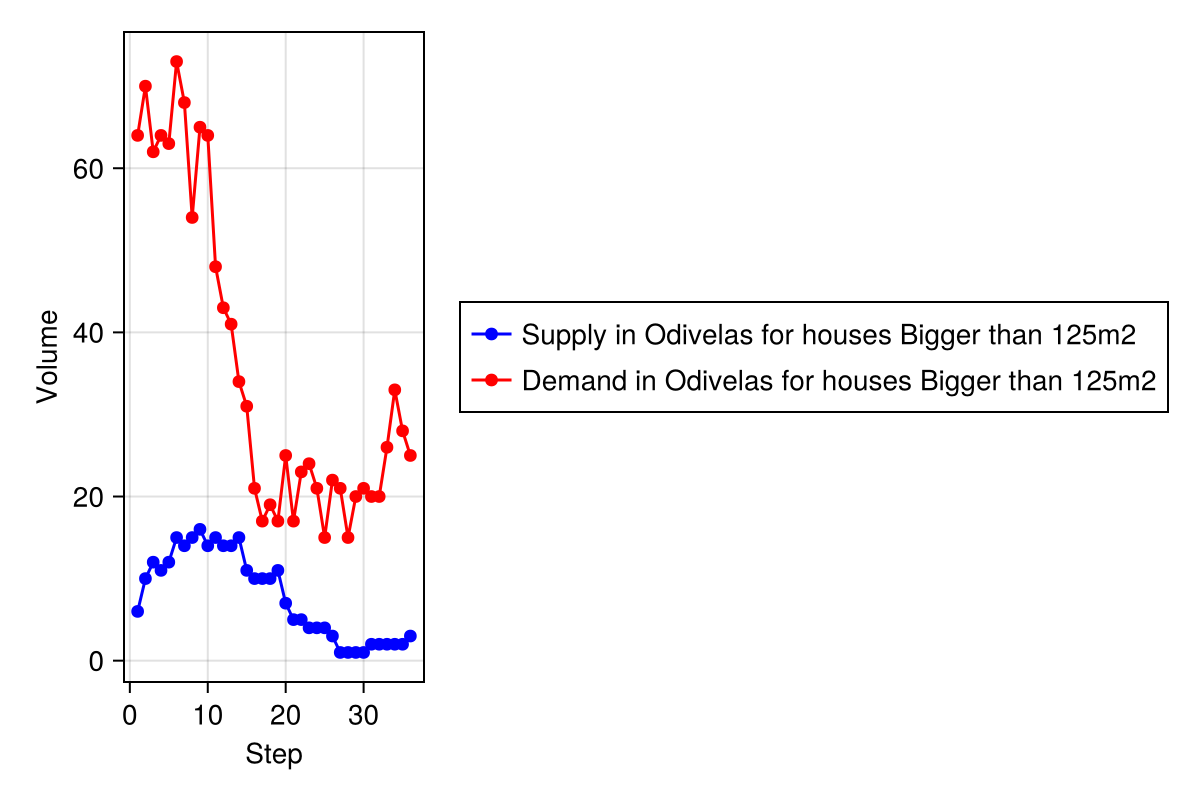 Volume
60
40
20
0
0 10 20 30
Step
Supply in Odivelas for houses Bigger than 125m2
Demand in Odivelas for houses Bigger than 125m2